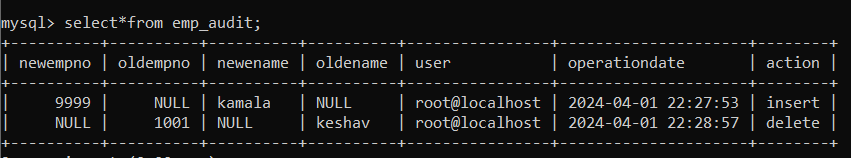 mysql> select*from emp_audit;
+----------+----------+----------+----------+----------------+---------------------+--------+
| newempno | oldempno | newename | oldename | user           | operationdate       | action |
+----------+----------+----------+----------+----------------+---------------------+--------+
|     9999 |     NULL | kamala   | NULL     | root@localhost | 2024-04-01 22:27:53 | insert |
|     NULL |     1001 | NULL     | keshav   | root@localhost | 2024-04-01 22:28:57 | delete |
+----------+----------+----------+----------+----------------+---------------------+--------+